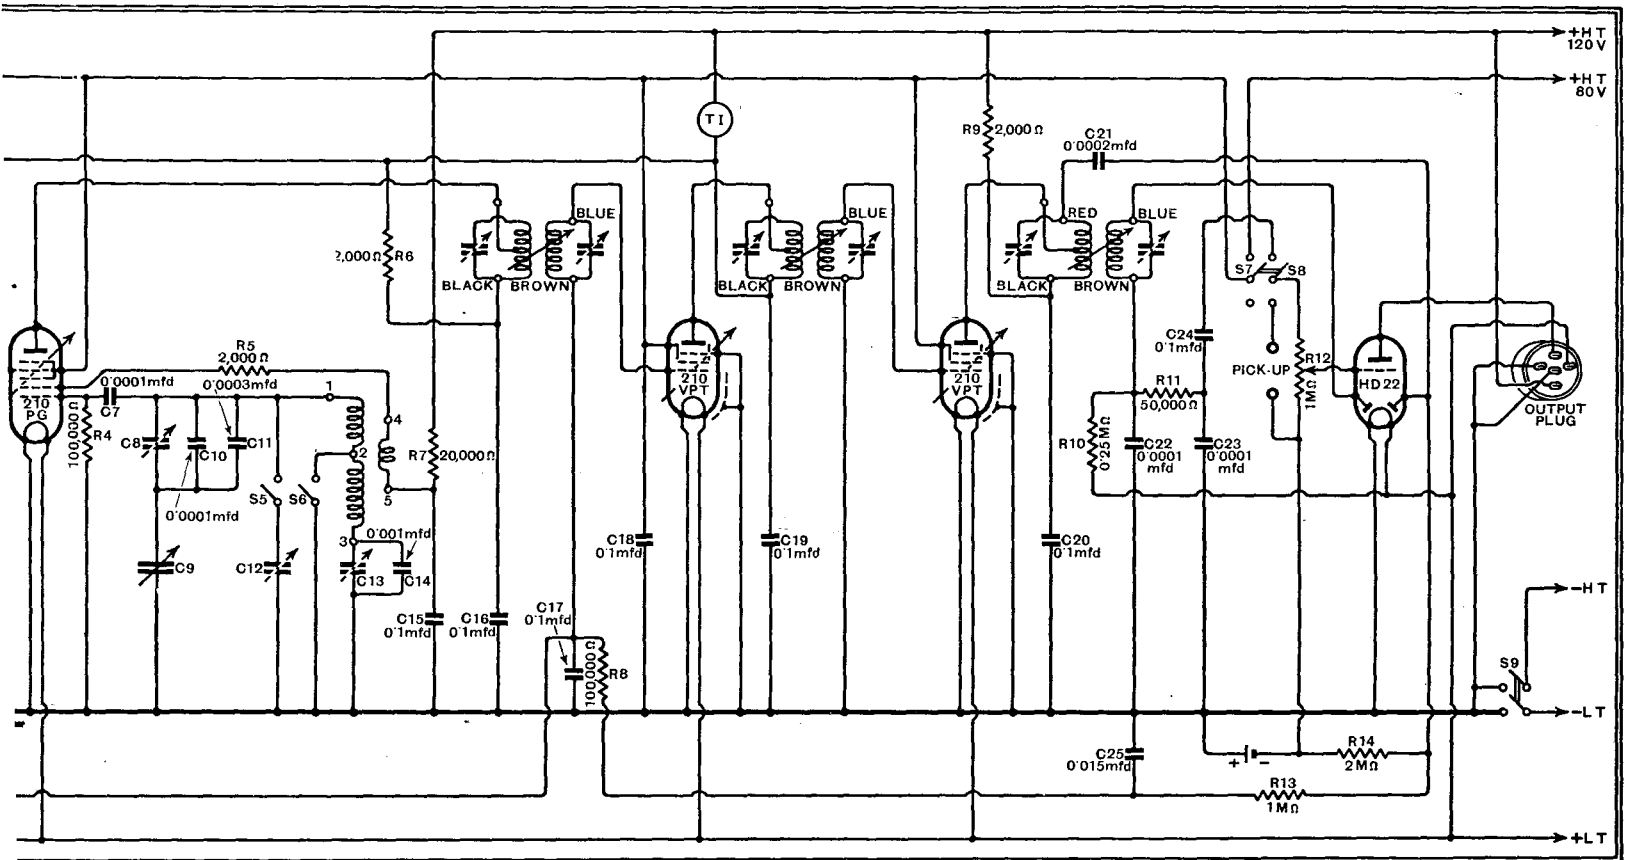 +HT
120V
+HT
80V
TI
R9
2,000Ω
C21
0·0002mfd
BLUE
BLUE
RED
BLUE
2,000Ω
R6
BLACK
BROWN
BLACK
BROWN
BLACK
BROWN
S7
S8
C24
0·1mfd
R5
2,000Ω
0·0001mfd
0·0003mfd
C7
1
210
PG
100,000Ω
R4
C8
C10
C11
4
2
5
0·0001mfd
S5
S6
R7
20,000Ω
210
VPT
210
VPT
R11
50,000Ω
PICK-UP
R12
1MΩ
HD22
OUTPUT
PLUG
R10
0·25MΩ
C22
0·0001
mfd
C23
0·0001
mfd
3
0·001mfd
C9
C12
C13
C14
C18
0·1mfd
C19
0·1mfd
C20
0·1mfd
C15
0·1mfd
C16
0·1mfd
C17
0·1mfd
100,000Ω
R8
-HT
S9
-LT
C25
0·015mfd
+
-
R14
2MΩ
R13
1MΩ
+LT